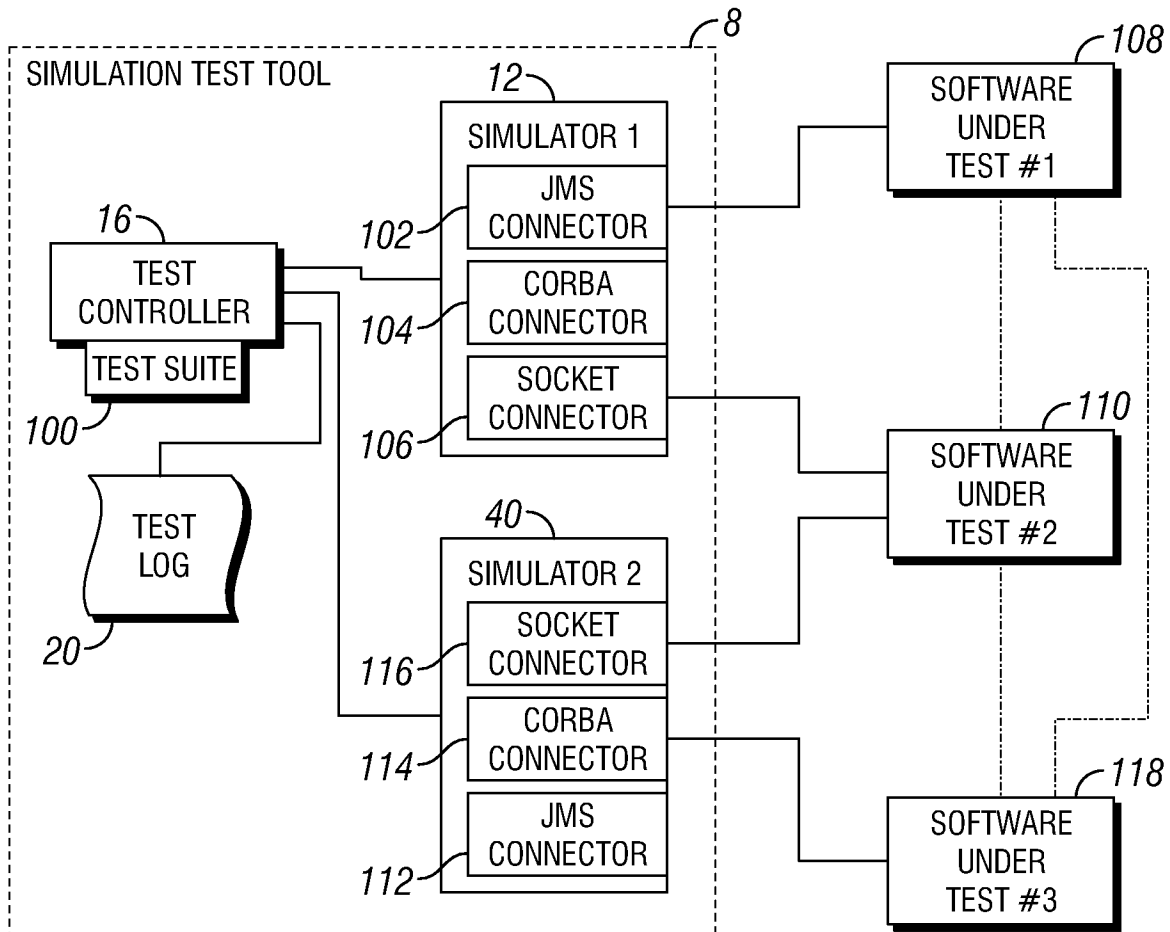 8
SIMULATION TEST TOOL
12
SIMULATOR 1
JMS
CONNECTOR
102
CORBA
CONNECTOR
104
SOCKET
CONNECTOR
106
16
TEST
CONTROLLER
TEST SUITE
100
TEST
LOG
20
40
SIMULATOR 2
SOCKET
CONNECTOR
116
CORBA
CONNECTOR
114
JMS
CONNECTOR
112
108
SOFTWARE
UNDER
TEST #1
110
SOFTWARE
UNDER
TEST #2
118
SOFTWARE
UNDER
TEST #3